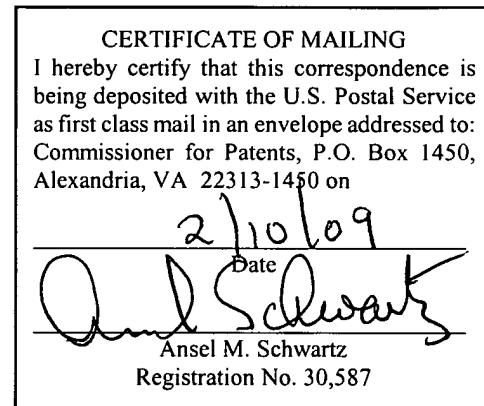 CERTIFICATE OF MAILING
I hereby certify that this correspondence is
being deposited with the U.S. Postal Service
as first class mail in an envelope addressed to:
Commissioner for Patents, P.O. Box 1450,
Alexandria, VA 22313-1450 on
2/10/09
Date
Ansel Schwartz
Ansel M. Schwartz
Registration No. 30,587